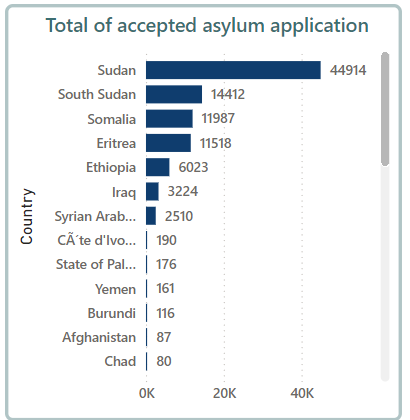 Total of accepted asylum application
Sudan 44914
South Sudan 14412
Somalia 11987
Eritrea 11518
Ethiopia 6023
Iraq 3224
Syrian Arab... 2510
CÃ´te d'Ivo... 190
State of Pal... 176
Yemen 161
Burundi 116
Afghanistan 87
Chad 80
0K 20K 40K
Country